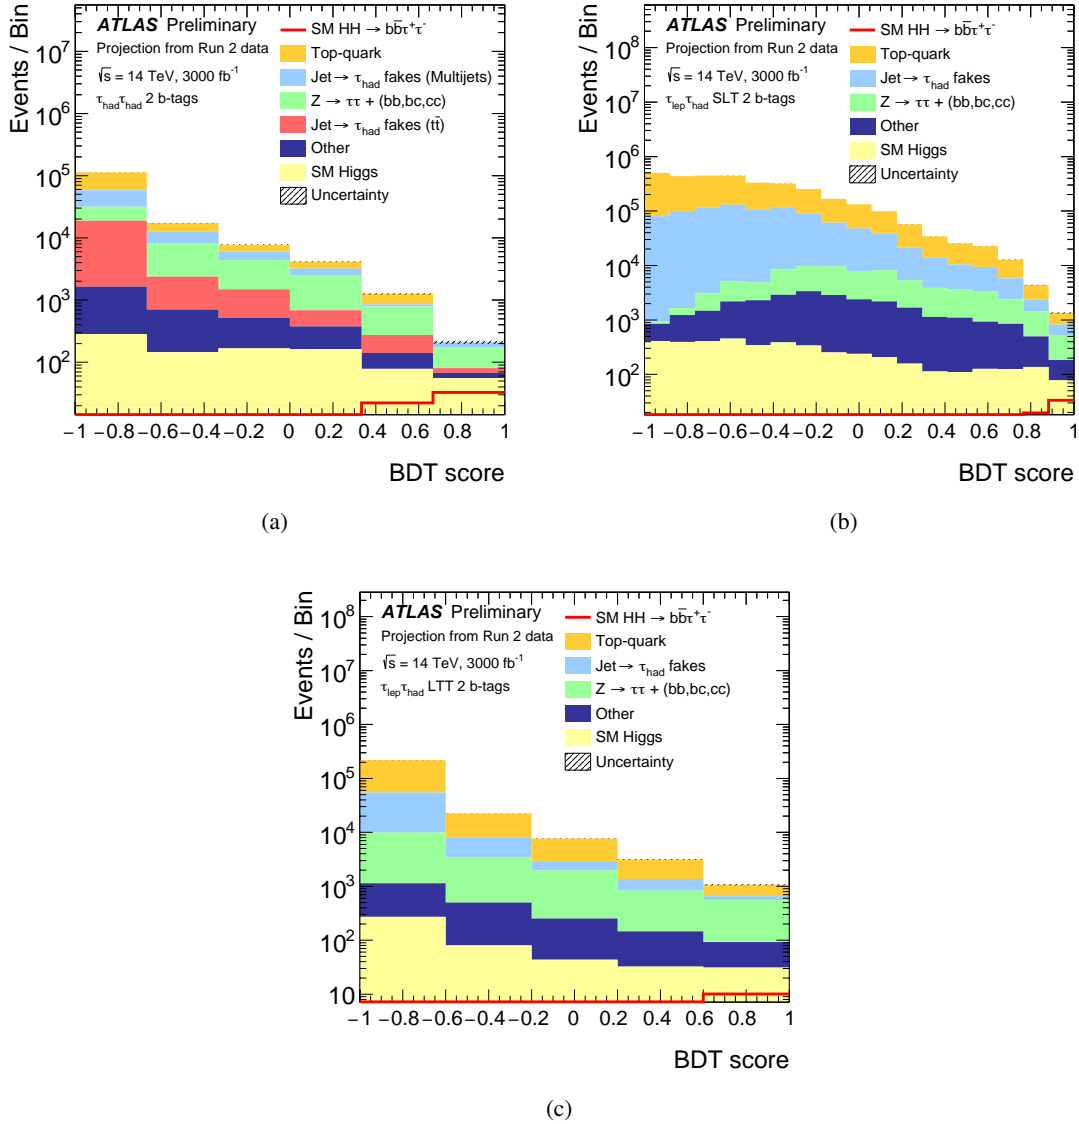 Events / Bin
ATLAS Preliminary
Projection from Run 2 data
√s = 14 TeV, 3000 fb⁻¹
τhadτhad 2 b-tags
SM HH → bb̅τ⁺τ⁻
Top-quark
Jet→ τhad fakes (Multijets)
Z → ττ + (bb,bc,cc)
Jet→ τhad fakes (tt̅)
Other
SM Higgs
Uncertainty
10⁷
10⁶
10⁵
10⁴
10³
10²
−1 −0.8 −0.6 −0.4 −0.2 0 0.2 0.4 0.6 0.8 1
BDT score
(a)
Events / Bin
ATLAS Preliminary
Projection from Run 2 data
√s = 14 TeV, 3000 fb⁻¹
τlepτhad SLT 2 b-tags
SM HH → bb̅τ⁺τ⁻
Top-quark
Jet→ τhad fakes
Z → ττ + (bb,bc,cc)
Other
SM Higgs
Uncertainty
10⁸
10⁷
10⁶
10⁵
10⁴
10³
10²
−1 −0.8 −0.6 −0.4 −0.2 0 0.2 0.4 0.6 0.8 1
BDT score
(b)
Events / Bin
ATLAS Preliminary
Projection from Run 2 data
√s = 14 TeV, 3000 fb⁻¹
τlepτhad LTT 2 b-tags
SM HH → bb̅τ⁺τ⁻
Top-quark
Jet→ τhad fakes
Z → ττ + (bb,bc,cc)
Other
SM Higgs
Uncertainty
10⁸
10⁷
10⁶
10⁵
10⁴
10³
10²
10
−1 −0.8 −0.6 −0.4 −0.2 0 0.2 0.4 0.6 0.8 1
BDT score
(c)